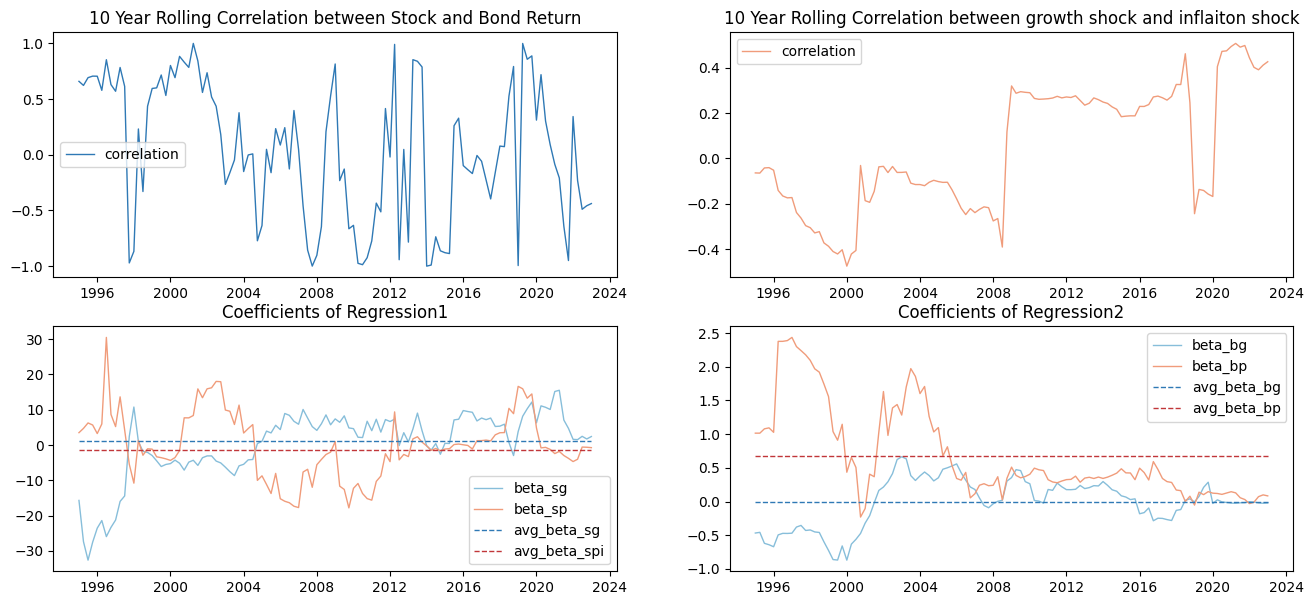 10 Year Rolling Correlation between Stock and Bond Return
1.0
0.5
0.0
−0.5
−1.0
correlation
1996 2000 2004 2008 2012 2016 2020 2024
10 Year Rolling Correlation between growth shock and inflaiton shock
0.4
0.2
0.0
−0.2
−0.4
correlation
1996 2000 2004 2008 2012 2016 2020 2024
Coefficients of Regression1
30
20
10
0
−10
−20
−30
beta_sg
beta_sp
avg_beta_sg
avg_beta_spi
1996 2000 2004 2008 2012 2016 2020 2024
Coefficients of Regression2
2.5
2.0
1.5
1.0
0.5
0.0
−0.5
−1.0
beta_bg
beta_bp
avg_beta_bg
avg_beta_bp
1996 2000 2004 2008 2012 2016 2020 2024